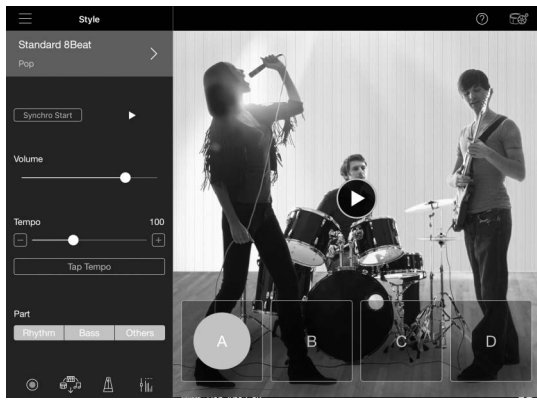 Style
Standard 8Beat
Pop
Synchro Start
Volume
Tempo 100
Tap Tempo
Part
Rhythm Bass Others
A B C D